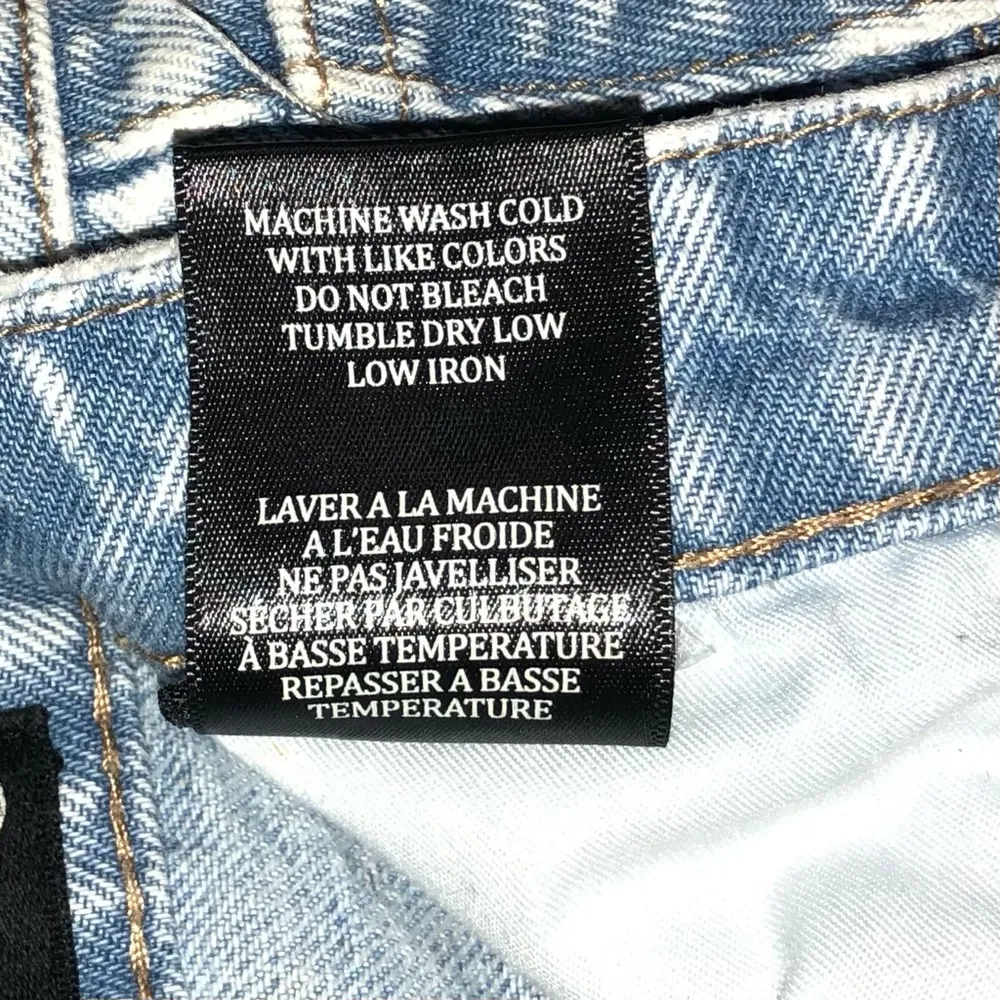 MACHINE WASH COLD
WITH LIKE COLORS
DO NOT BLEACH
TUMBLE DRY LOW
LOW IRON
LAVER A LA MACHINE
A L'EAU FROIDE
NE PAS JAVELLISER
SÉCHER PAR CULBUTAGE
À BASSE TEMPERATURE
REPASSER A BASSE
TEMPERATURE